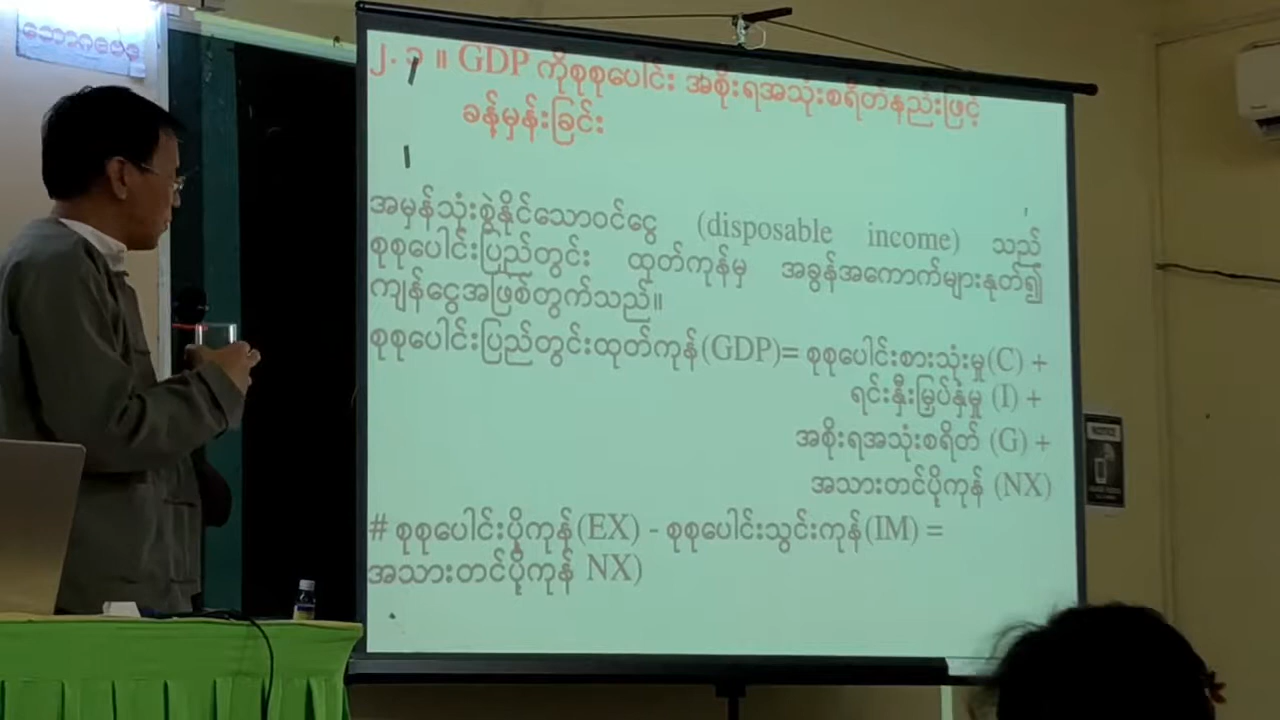 ဘောဂဗေဒ
၂.၃ ။ GDP ကိုစုစုပေါင်း အစိုးရအသုံးစရိတ်နည်းဖြင့်
ခန့်မှန်းခြင်း
အမှန်သုံးစွဲနိုင်သောဝင်ငွေ (disposable income) သည်
စုစုပေါင်းပြည်တွင်း ထုတ်ကုန်မှ အခွန်အကောက်များနုတ်၍
ကျန်ငွေအဖြစ်တွက်သည်။
စုစုပေါင်းပြည်တွင်းထုတ်ကုန်(GDP)= စုစုပေါင်းစားသုံးမှု(C) +
ရင်းနှီးမြှပ်နှံမှု (I) +
အစိုးရအသုံးစရိတ် (G) +
အသားတင်ပို့ကုန် (NX)
# စုစုပေါင်းပို့ကုန်(EX) - စုစုပေါင်းသွင်းကုန်(IM) =
အသားတင်ပို့ကုန် NX)